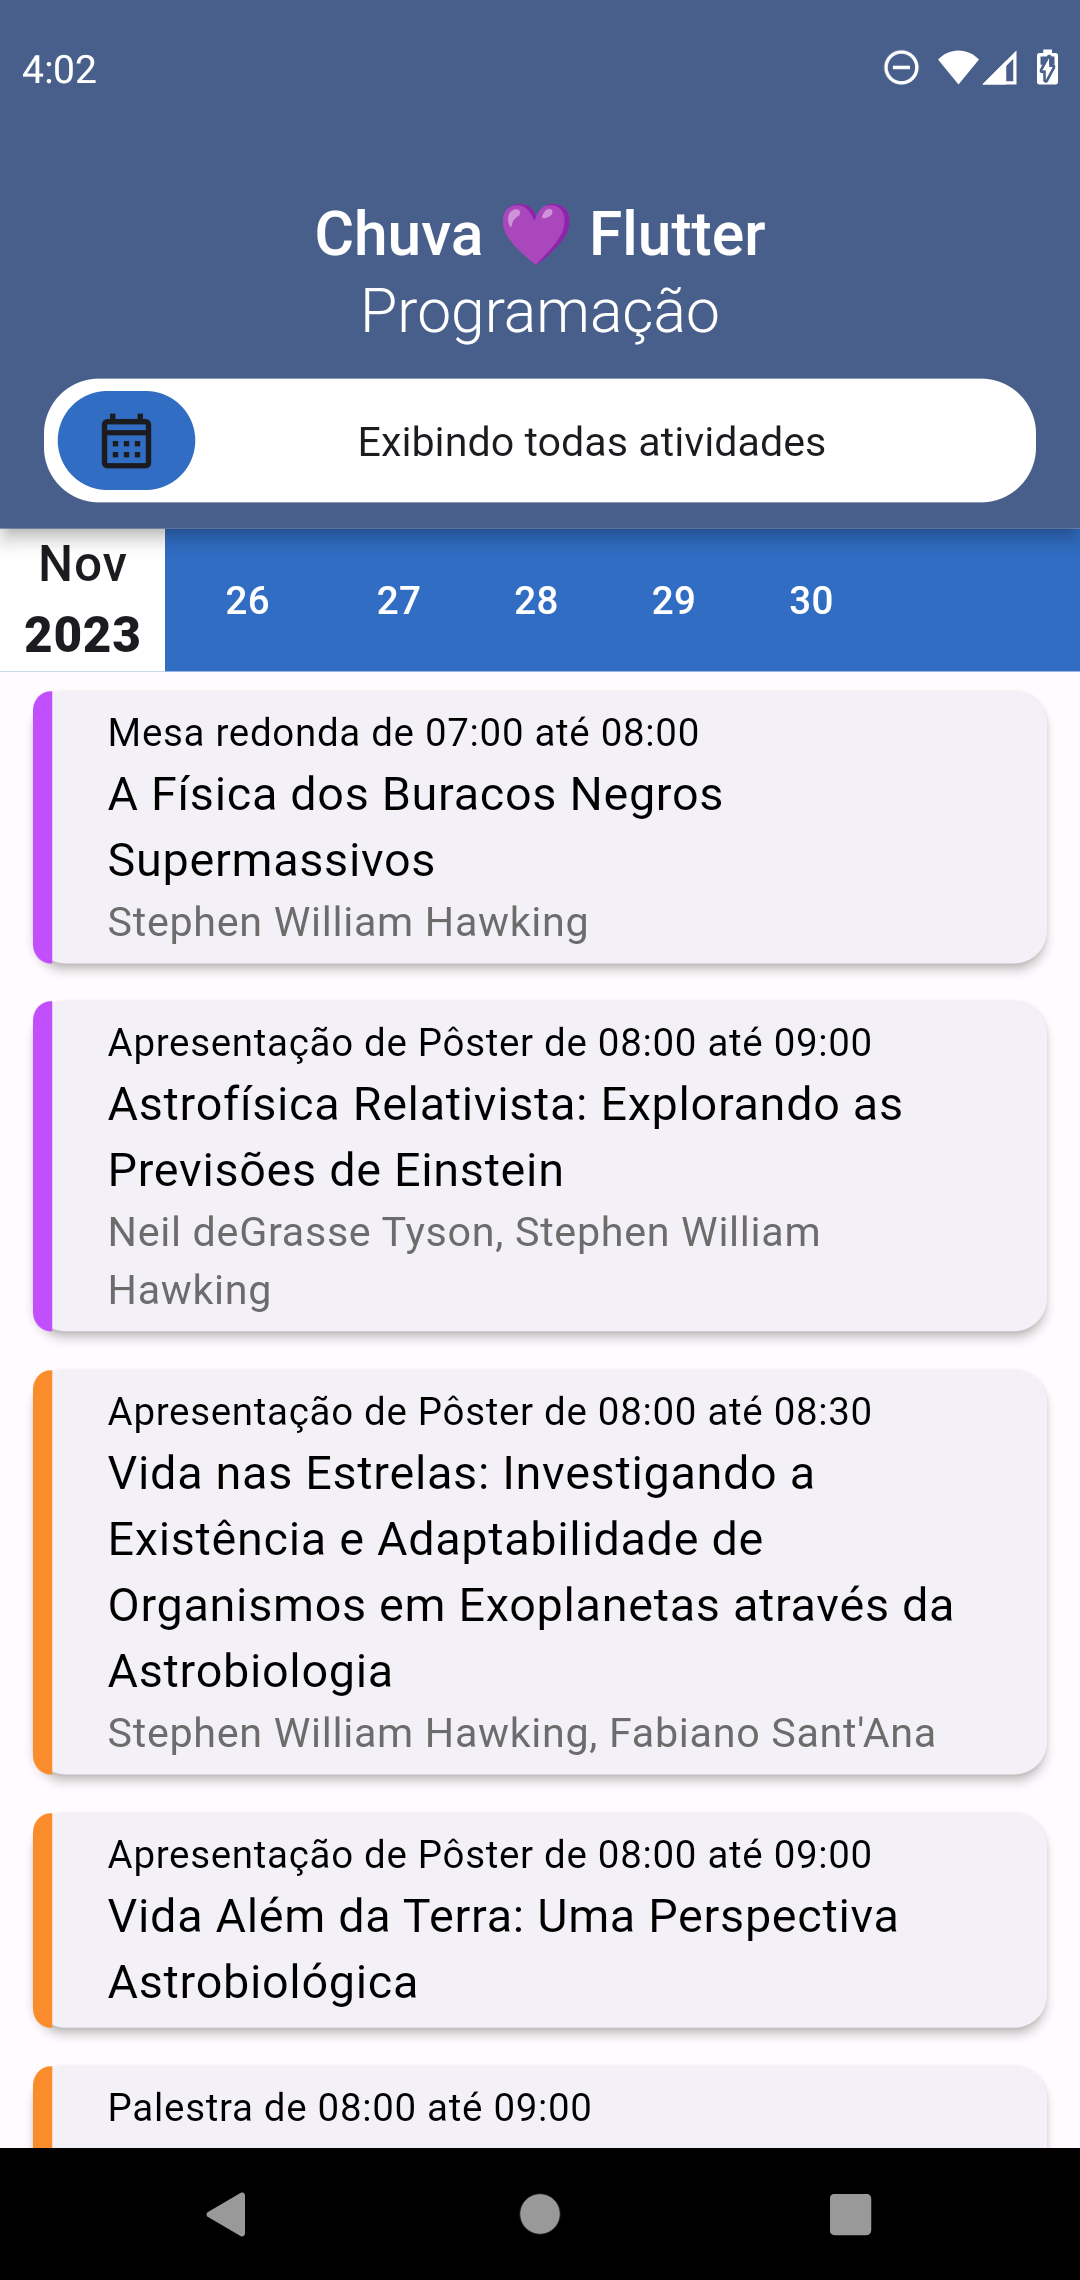 4:02
Chuva 💜 Flutter
Programação
Exibindo todas atividades
Nov
2023
26 27 28 29 30
Mesa redonda de 07:00 até 08:00
A Física dos Buracos Negros
Supermassivos
Stephen William Hawking
Apresentação de Pôster de 08:00 até 09:00
Astrofísica Relativista: Explorando as
Previsões de Einstein
Neil deGrasse Tyson, Stephen William
Hawking
Apresentação de Pôster de 08:00 até 08:30
Vida nas Estrelas: Investigando a
Existência e Adaptabilidade de
Organismos em Exoplanetas através da
Astrobiologia
Stephen William Hawking, Fabiano Sant'Ana
Apresentação de Pôster de 08:00 até 09:00
Vida Além da Terra: Uma Perspectiva
Astrobiológica
Palestra de 08:00 até 09:00